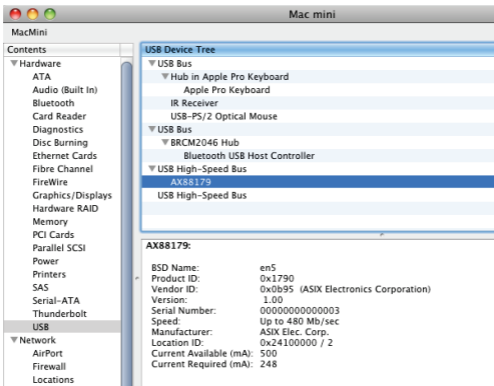 Mac mini
MacMini
Contents
Hardware
ATA
Audio (Built In)
Bluetooth
Card Reader
Diagnostics
Disc Burning
Ethernet Cards
Fibre Channel
FireWire
Graphics/Displays
Hardware RAID
Memory
PCI Cards
Parallel SCSI
Power
Printers
SAS
Serial-ATA
Thunderbolt
USB
Network
AirPort
Firewall
Locations
USB Device Tree
USB Bus
Hub in Apple Pro Keyboard
Apple Pro Keyboard
IR Receiver
USB-PS/2 Optical Mouse
USB Bus
BRCM2046 Hub
Bluetooth USB Host Controller
USB High-Speed Bus
AX88179
USB High-Speed Bus
AX88179:
BSD Name: en5
Product ID: 0x1790
Vendor ID: 0x0b95 (ASIX Electronics Corporation)
Version: 1.00
Serial Number: 00000000000003
Speed: Up to 480 Mb/sec
Manufacturer: ASIX Elec. Corp.
Location ID: 0x24100000 / 2
Current Available (mA): 500
Current Required (mA): 248